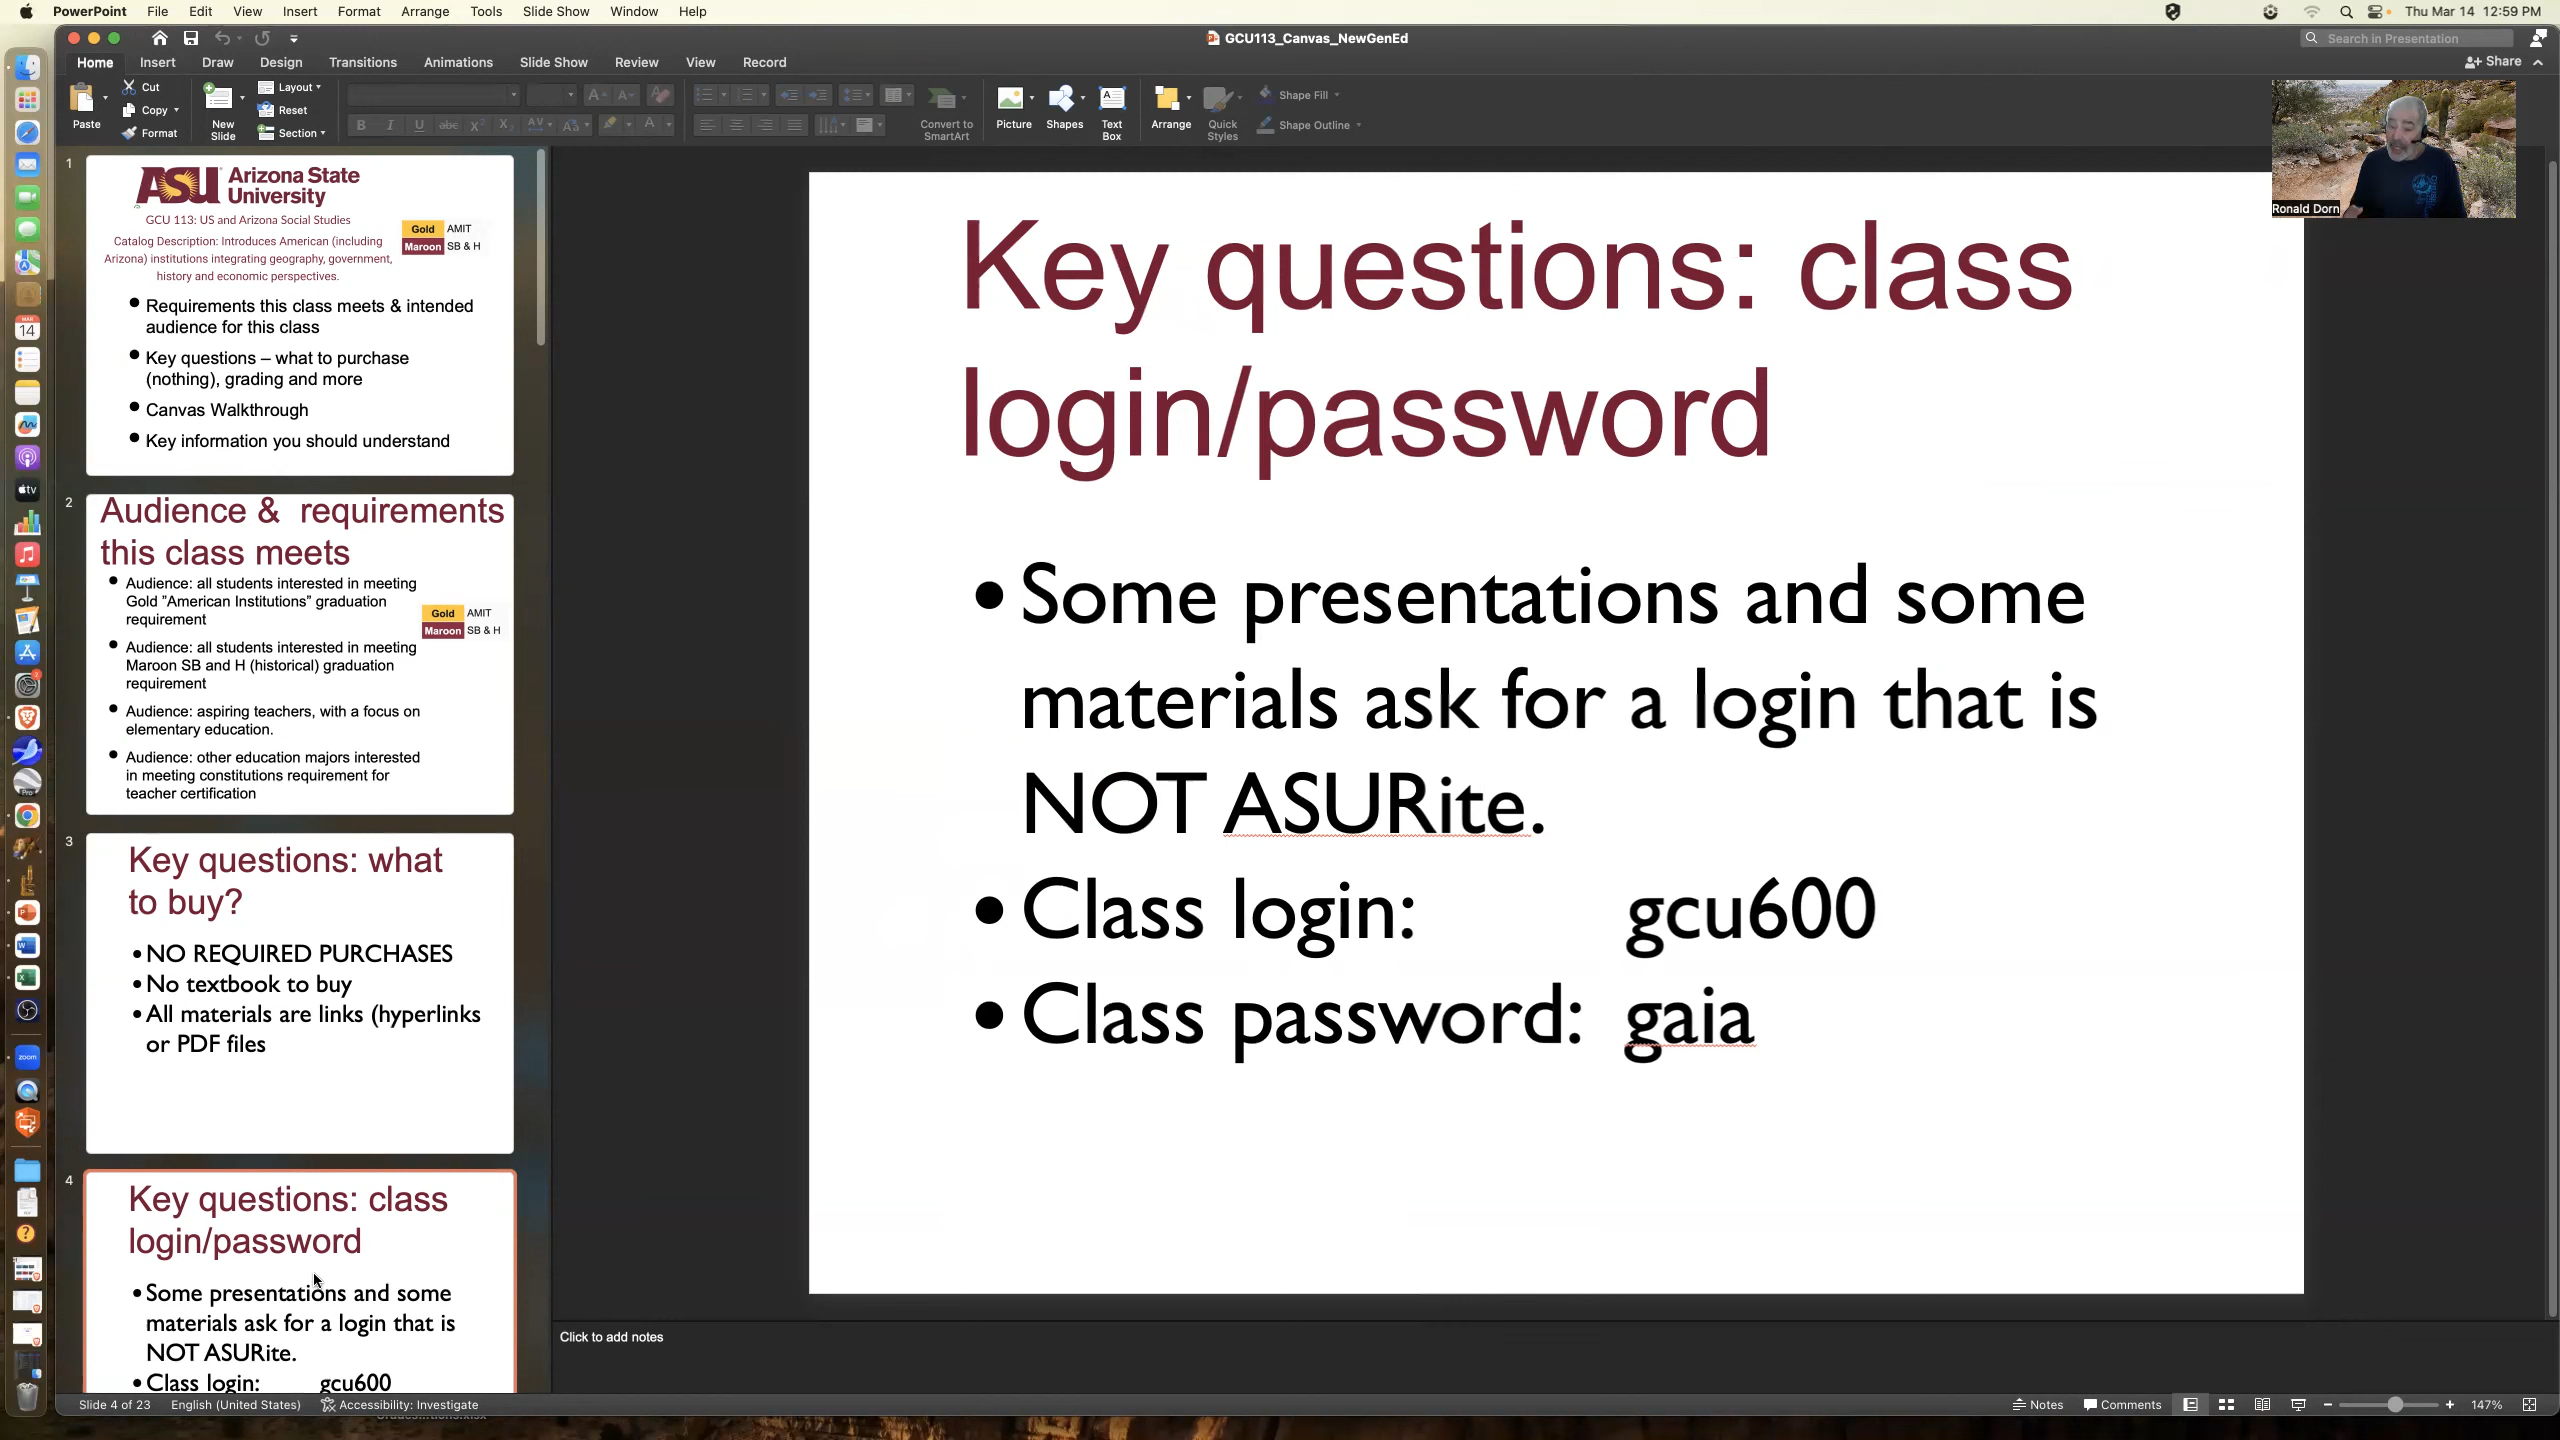 PowerPoint File Edit View Insert Format Arrange Tools Slide Show Window Help
Thu Mar 14 12:59 PM
GCU113_Canvas_NewGenEd
Search in Presentation
Home Insert Draw Design Transitions Animations Slide Show Review View Record
Share
Paste
Cut
Copy
Format
New
Slide
Layout
Reset
Section
B I U abc X² X₂ AV Aa A
Convert to
SmartArt
Picture
Shapes
Text
Box
Arrange
Quick
Styles
Shape Fill
Shape Outline
Ronald Dorn
1
ASU Arizona State
University
GCU 113: US and Arizona Social Studies
Catalog Description: Introduces American (including
Arizona) institutions integrating geography, government,
history and economic perspectives.
Gold AMIT
Maroon SB & H
• Requirements this class meets & intended
audience for this class
• Key questions – what to purchase
(nothing), grading and more
• Canvas Walkthrough
• Key information you should understand
2
Audience & requirements
this class meets
• Audience: all students interested in meeting
Gold ”American Institutions” graduation
requirement
Gold AMIT
Maroon SB & H
• Audience: all students interested in meeting
Maroon SB and H (historical) graduation
requirement
• Audience: aspiring teachers, with a focus on
elementary education.
• Audience: other education majors interested
in meeting constitutions requirement for
teacher certification
3
Key questions: what
to buy?
• NO REQUIRED PURCHASES
• No textbook to buy
• All materials are links (hyperlinks
or PDF files
4
Key questions: class
login/password
• Some presentations and some
materials ask for a login that is
NOT ASURite.
• Class login: gcu600
Key questions: class
login/password
• Some presentations and some
materials ask for a login that is
NOT ASURite.
• Class login: gcu600
• Class password: gaia
Click to add notes
Slide 4 of 23 English (United States) Accessibility: Investigate
Notes Comments 147%
MAR
14
tv
zoom
Pro
2